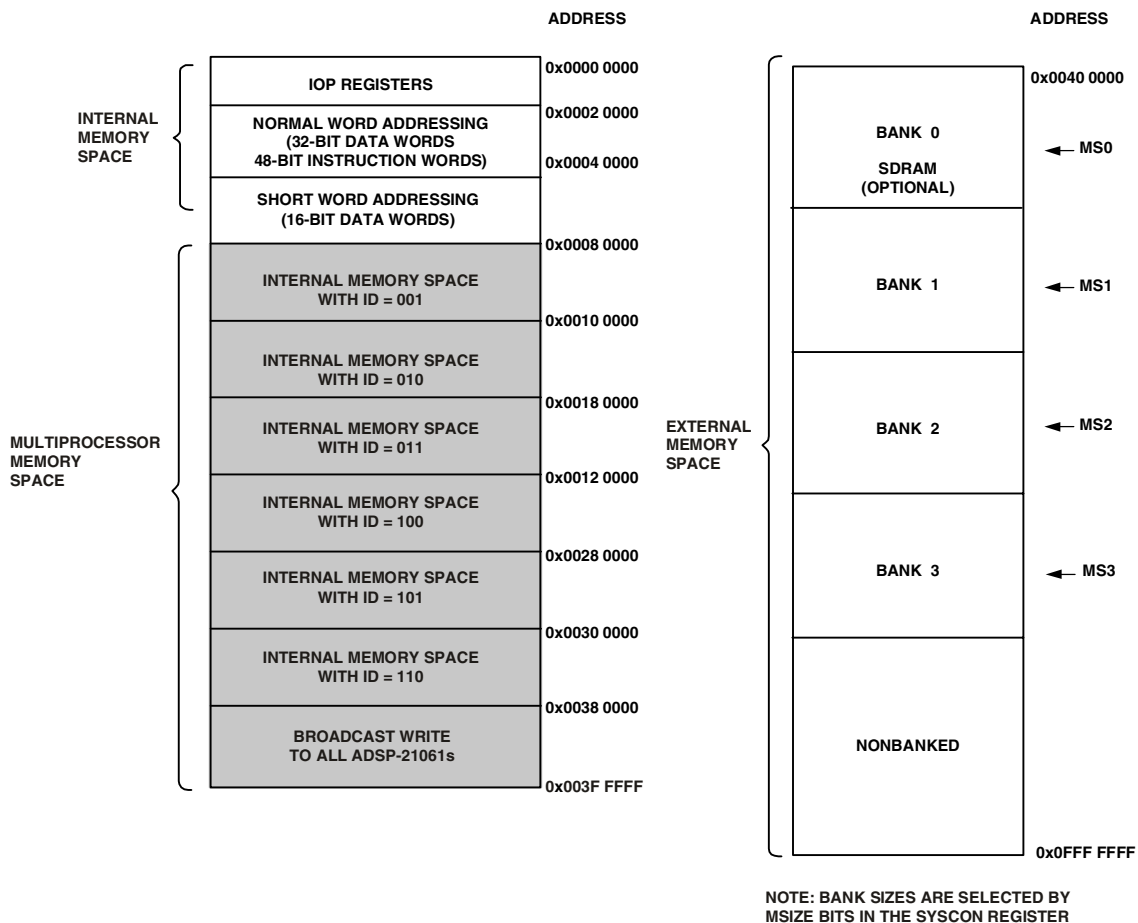 ADDRESS
0x0000 0000
IOP REGISTERS
0x0002 0000
INTERNAL
MEMORY
SPACE
NORMAL WORD ADDRESSING
(32-BIT DATA WORDS
48-BIT INSTRUCTION WORDS)
0x0004 0000
SHORT WORD ADDRESSING
(16-BIT DATA WORDS)
0x0008 0000
INTERNAL MEMORY SPACE
WITH ID = 001
0x0010 0000
INTERNAL MEMORY SPACE
WITH ID = 010
0x0018 0000
MULTIPROCESSOR
MEMORY
SPACE
INTERNAL MEMORY SPACE
WITH ID = 011
0x0012 0000
INTERNAL MEMORY SPACE
WITH ID = 100
0x0028 0000
INTERNAL MEMORY SPACE
WITH ID = 101
0x0030 0000
INTERNAL MEMORY SPACE
WITH ID = 110
0x0038 0000
BROADCAST WRITE
TO ALL ADSP-21061s
0x003F FFFF
ADDRESS
0x0040 0000
BANK 0
MS0
SDRAM
(OPTIONAL)
BANK 1
MS1
EXTERNAL
MEMORY
SPACE
BANK 2
MS2
BANK 3
MS3
NONBANKED
0x0FFF FFFF
NOTE: BANK SIZES ARE SELECTED BY
MSIZE BITS IN THE SYSCON REGISTER